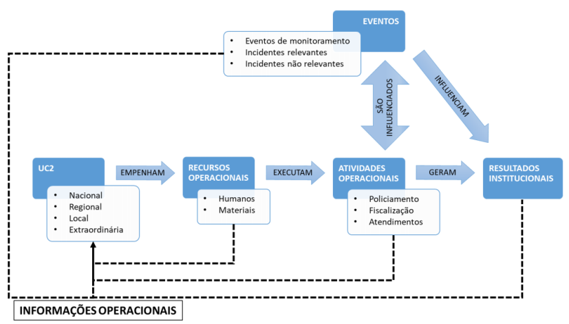 EVENTOS
• Eventos de monitoramento
• Incidentes relevantes
• Incidentes não relevantes
SÃO
INFLUENCIADOS
INFLUENCIAM
UC2
• Nacional
• Regional
• Local
• Extraordinária
EMPENHAM
RECURSOS
OPERACIONAIS
• Humanos
• Materiais
EXECUTAM
ATIVIDADES
OPERACIONAIS
• Policiamento
• Fiscalização
• Atendimentos
GERAM
RESULTADOS
INSTITUCIONAIS
INFORMAÇÕES OPERACIONAIS